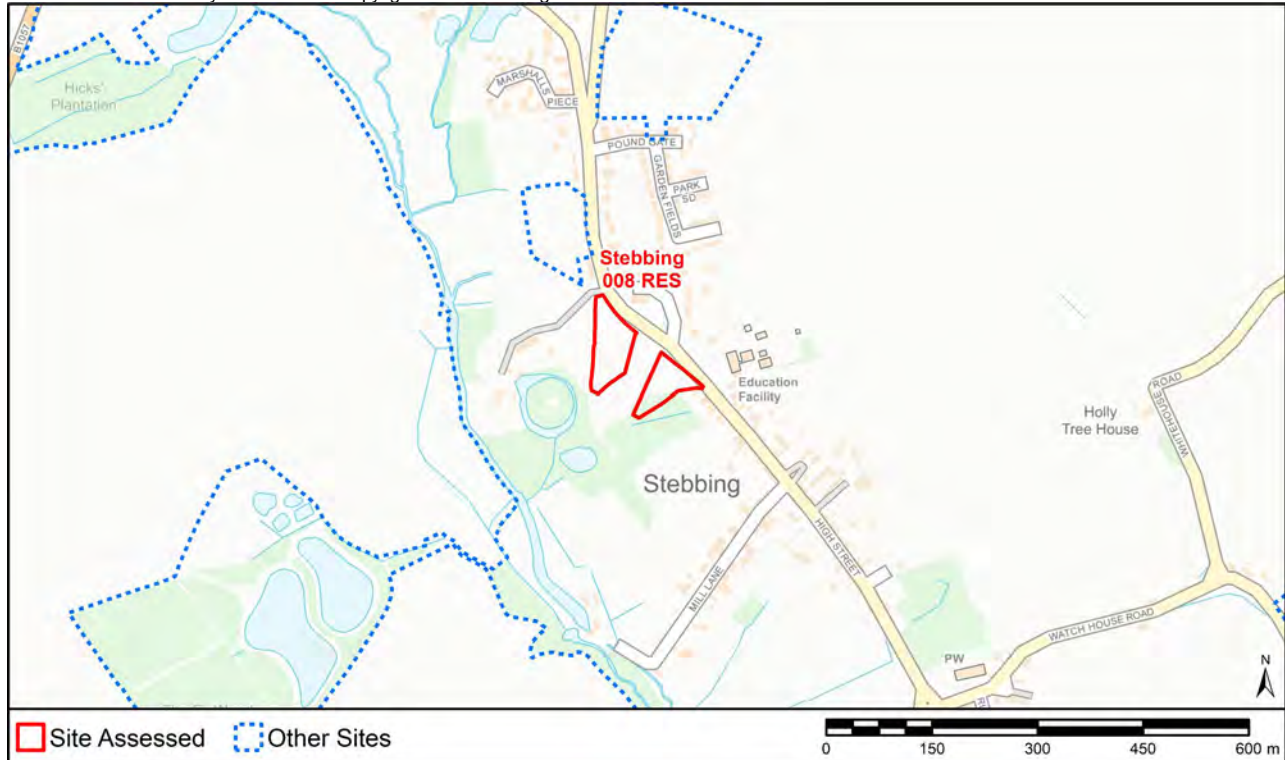 B1057
Hicks'
Plantation
MARSHALLS
PIECE
POUND GATE
GARDEN FIELDS
PARK
SD
Stebbing
008 RES
Education
Facility
Holly
Tree House
WHITEHOUSE
ROAD
Stebbing
HIGH STREET
MILL LANE
WATCH HOUSE ROAD
PW
N
Site Assessed
Other Sites
0 150 300 450 600 m